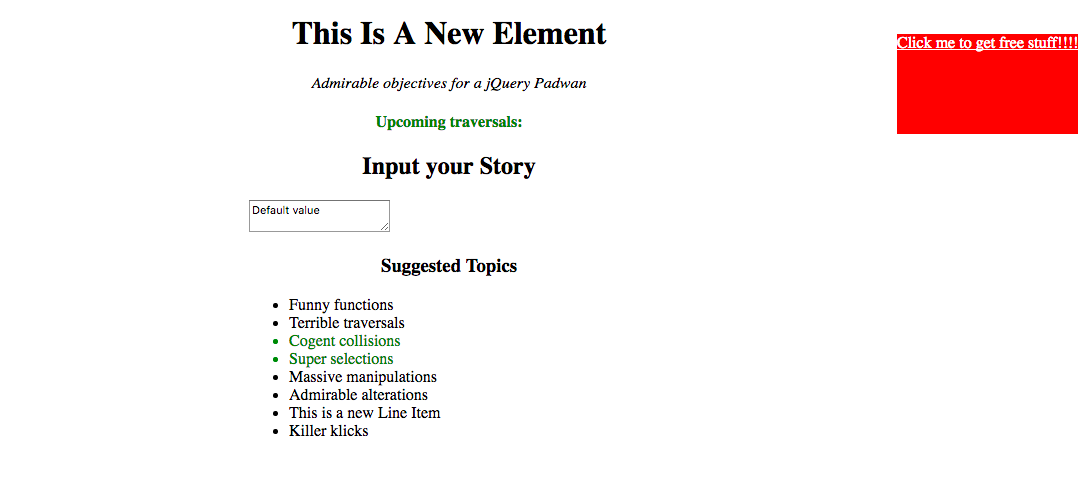 This Is A New Element
Click me to get free stuff!!!!
Admirable objectives for a jQuery Padwan
Upcoming traversals:
Input your Story
Default value
Suggested Topics
Funny functions
Terrible traversals
Cogent collisions
Super selections
Massive manipulations
Admirable alterations
This is a new Line Item
Killer klicks